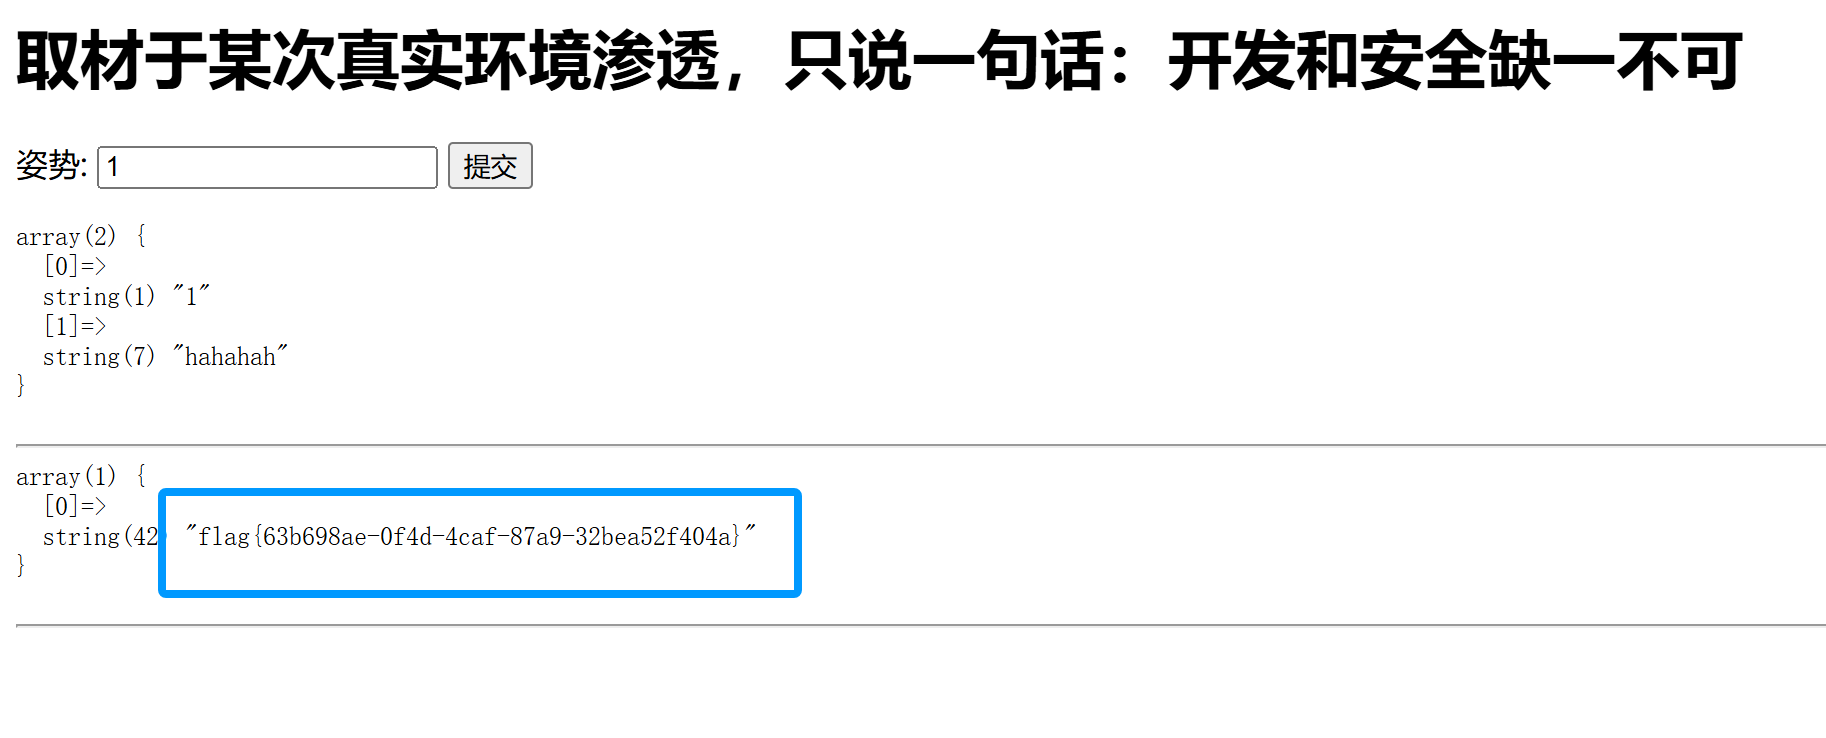 取材于某次真实环境渗透，只说一句话：开发和安全缺一不可
姿势: 1 提交
array(2) {
[0]=>
string(1) "1"
[1]=>
string(7) "hahahah"
}
array(1) {
[0]=>
string(42) "flag{63b698ae-0f4d-4caf-87a9-32bea52f404a}"
}